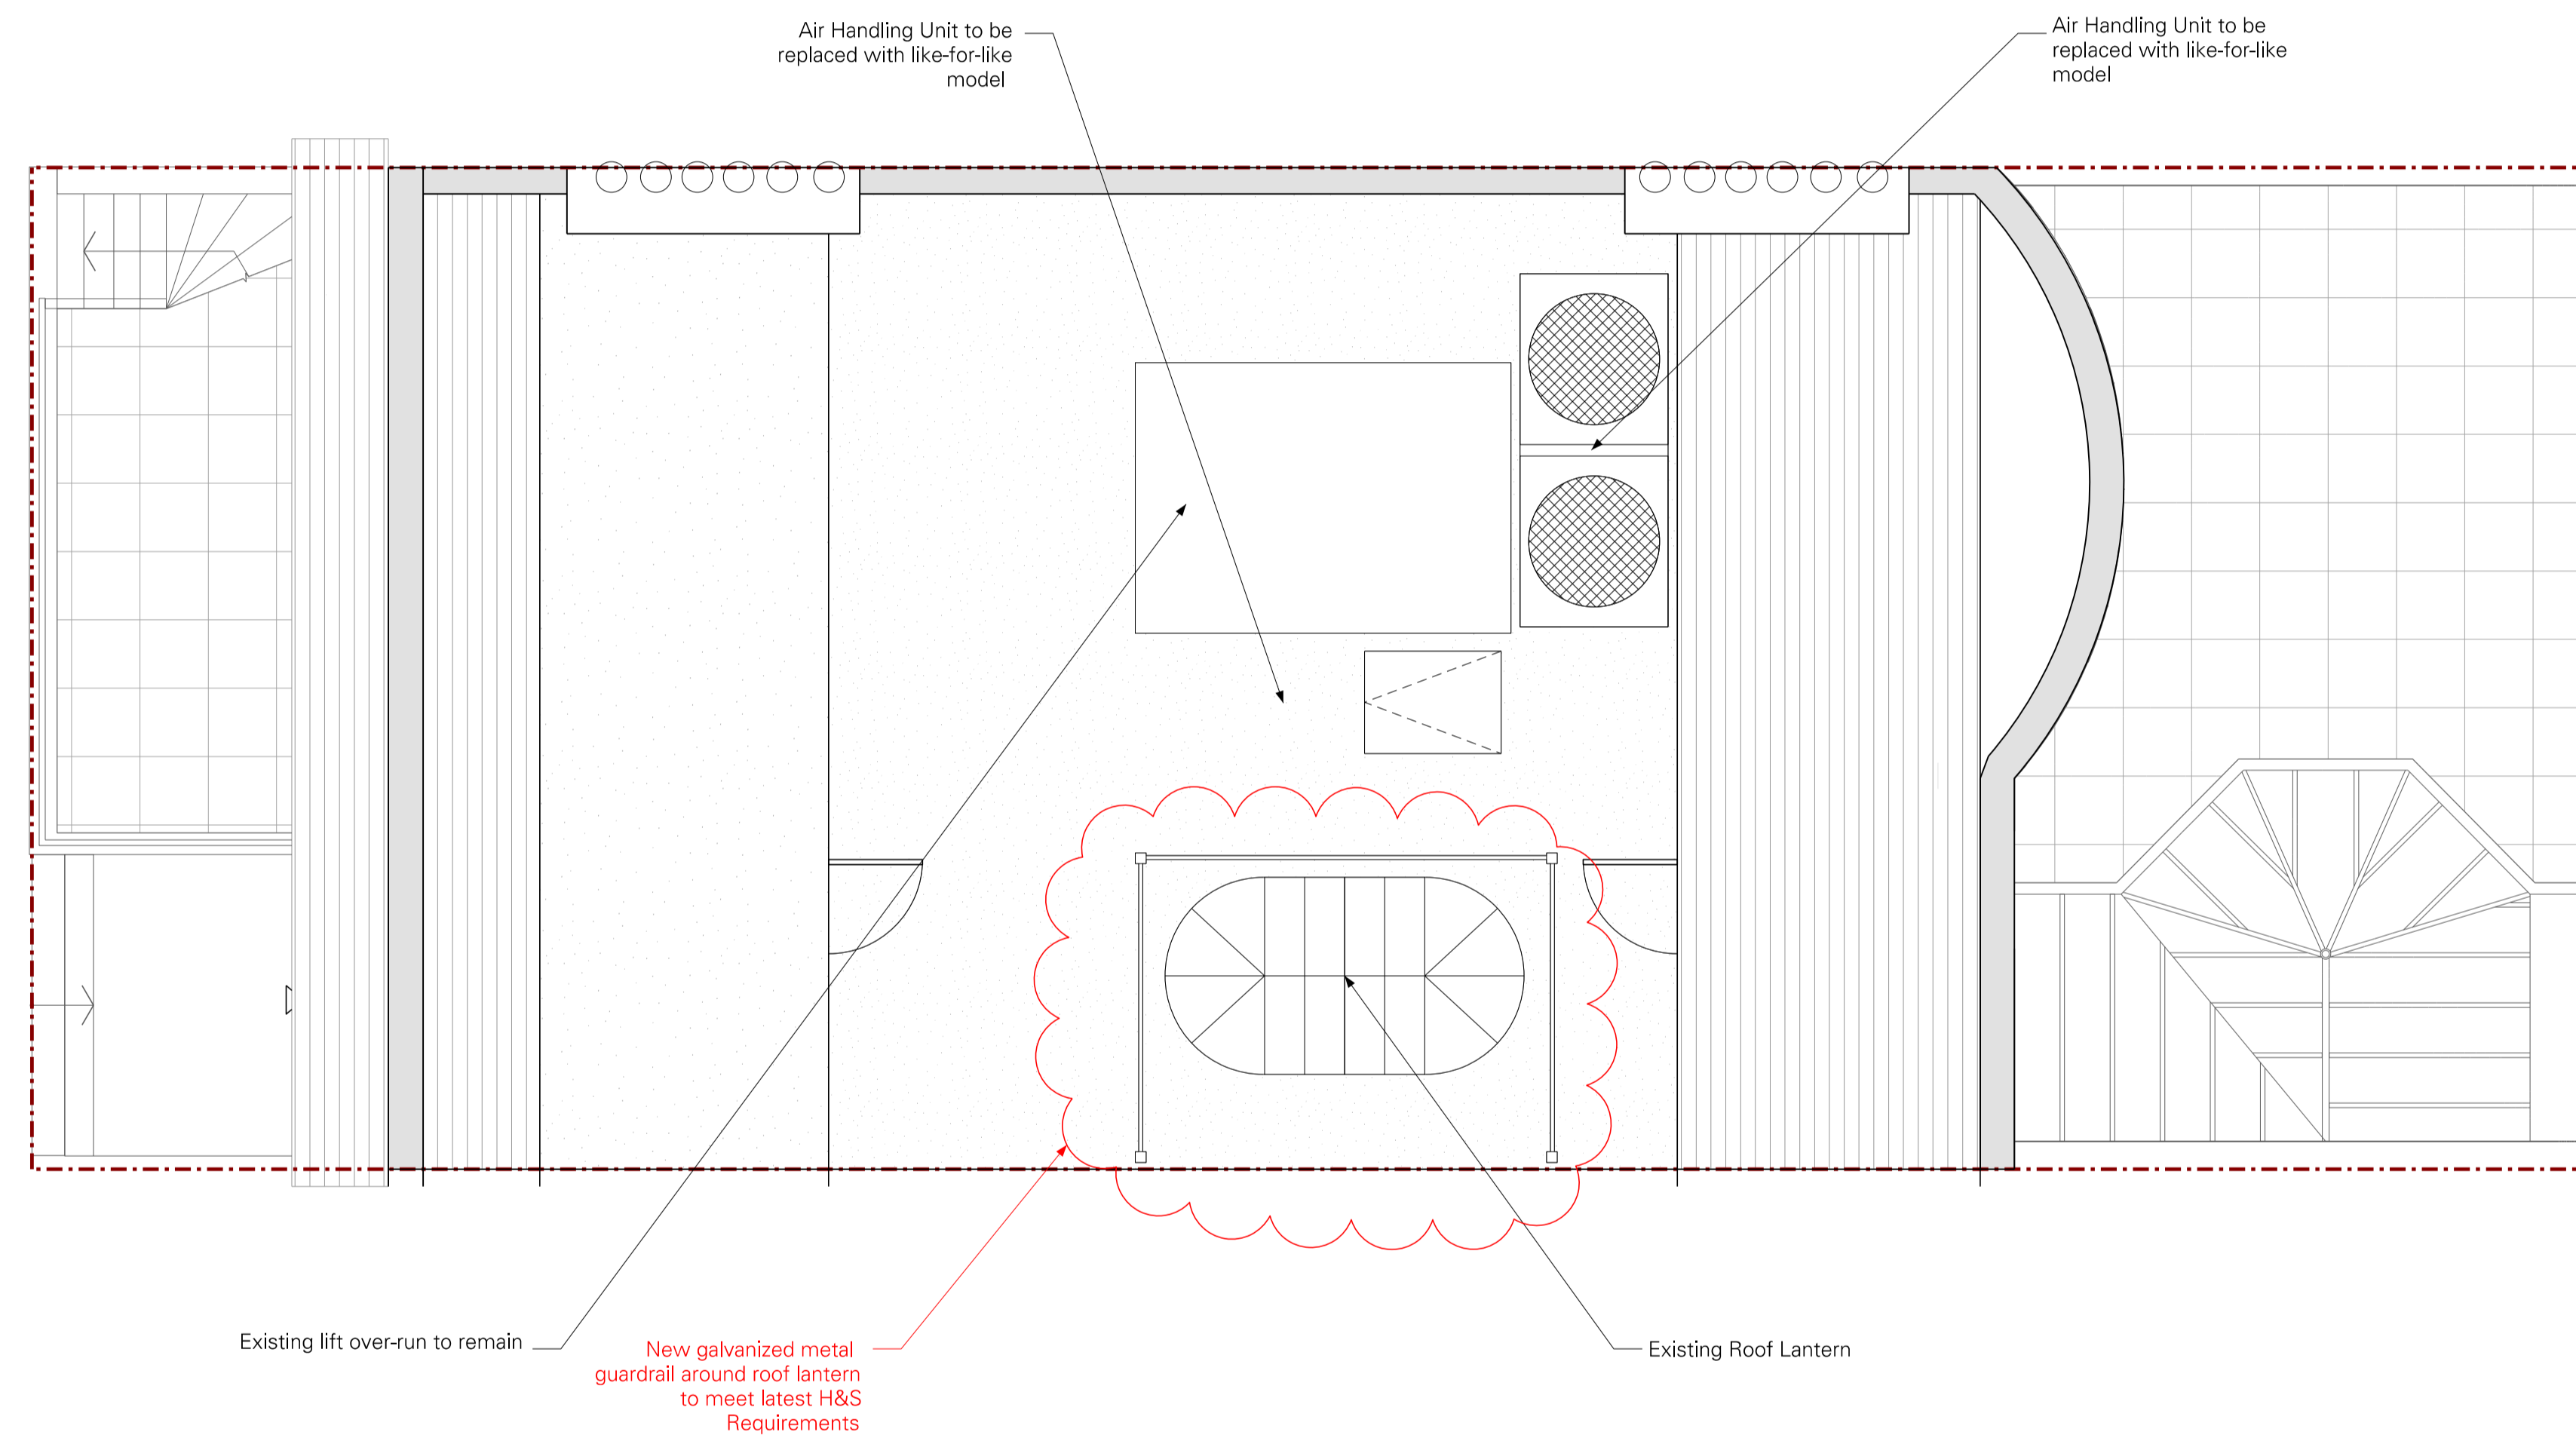 Air Handling Unit to be
replaced with like-for-like
model
Air Handling Unit to be
replaced with like-for-like
model
Existing lift over-run to remain
New galvanized metal
guardrail around roof lantern
to meet latest H&S
Requirements
Existing Roof Lantern